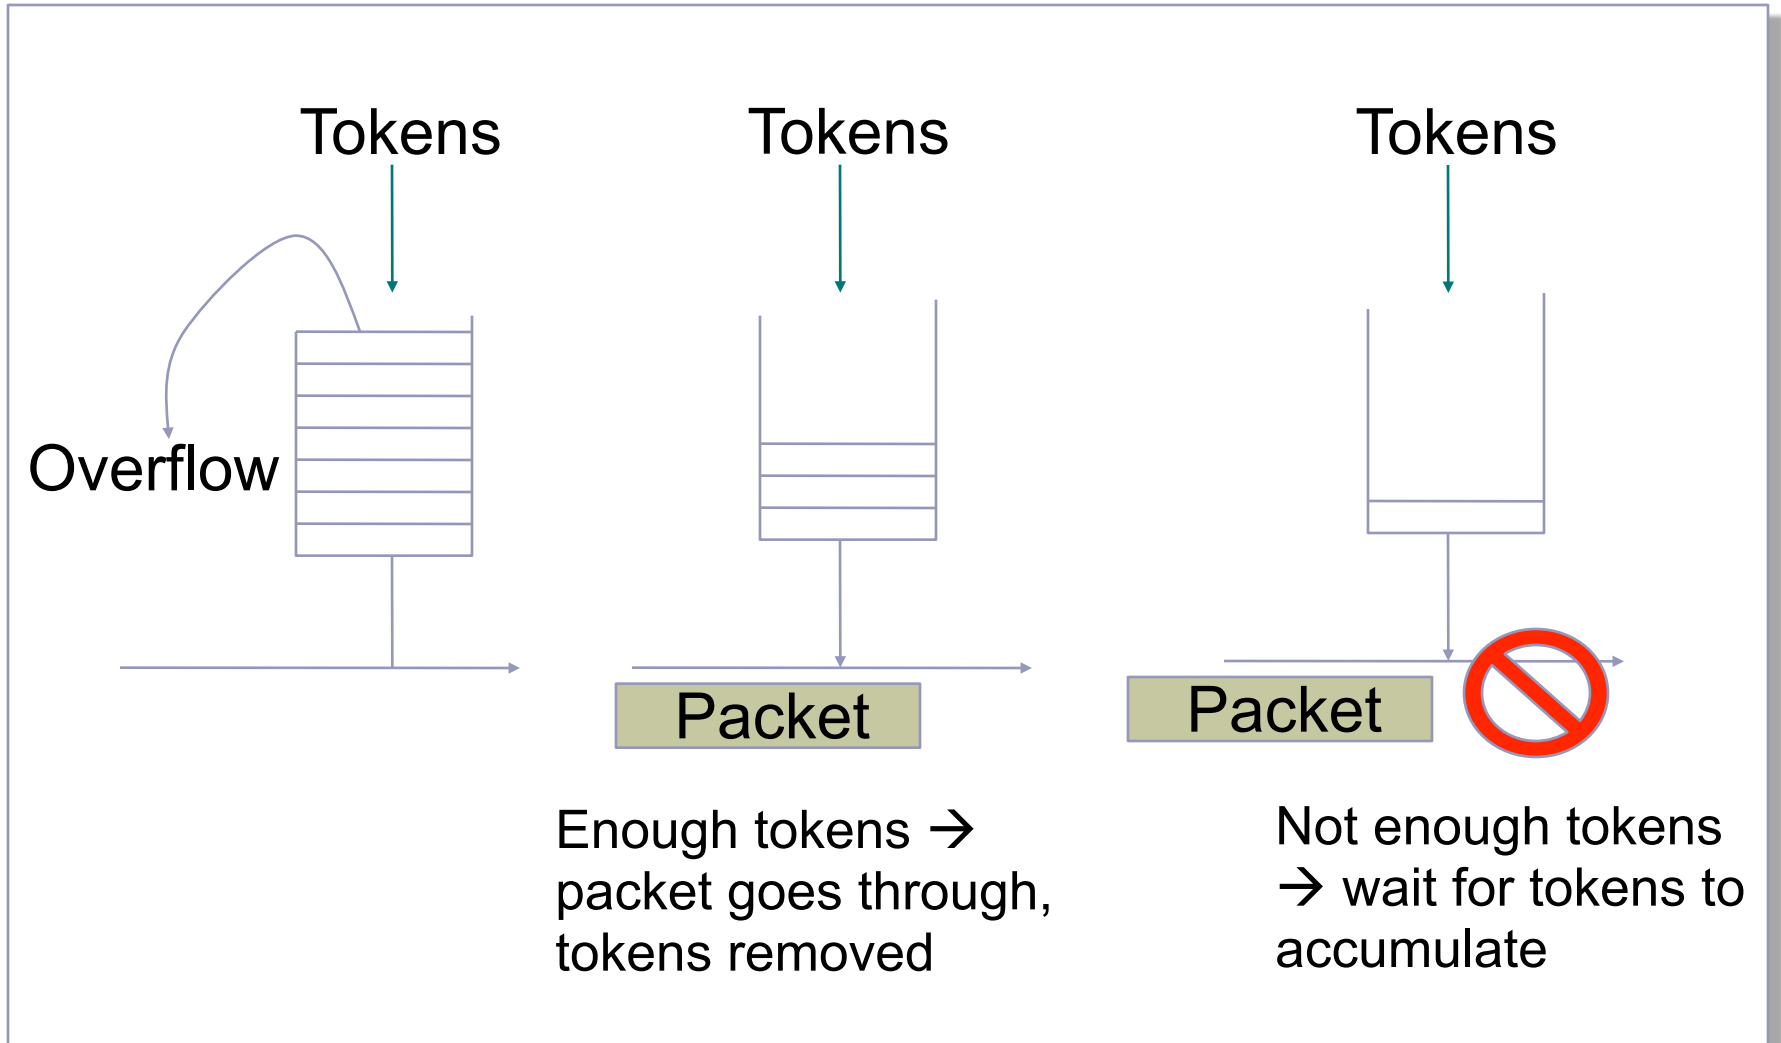 Tokens
Tokens
Tokens
Overflow
Packet
Packet
Enough tokens →
packet goes through,
tokens removed
Not enough tokens
→ wait for tokens to
accumulate